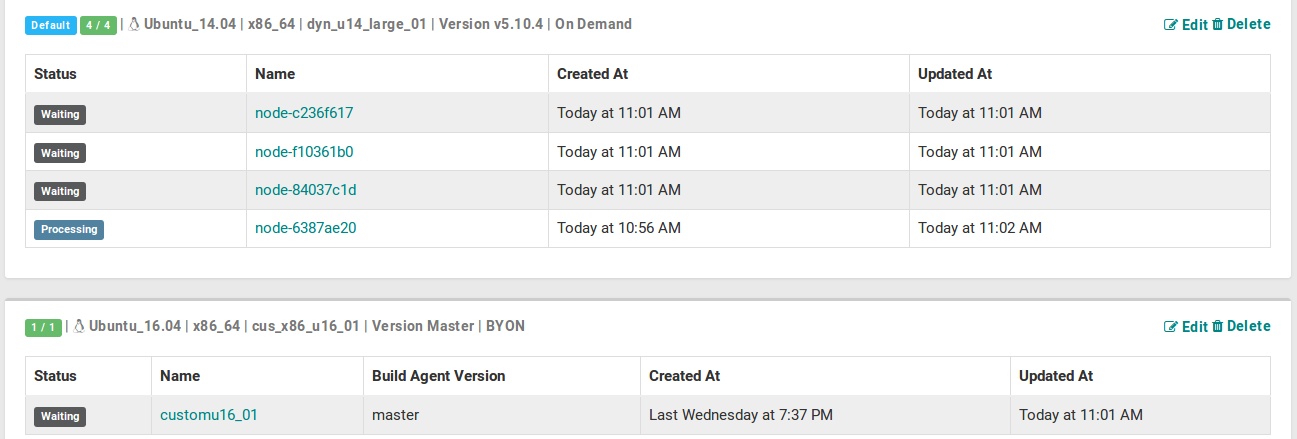 Default 4 / 4 | Ubuntu_14.04 | x86_64 | dyn_u14_large_01 | Version v5.10.4 | On Demand Edit Delete
Status Name Created At Updated At
Waiting node-c236f617 Today at 11:01 AM Today at 11:01 AM
Waiting node-f10361b0 Today at 11:01 AM Today at 11:01 AM
Waiting node-84037c1d Today at 11:01 AM Today at 11:01 AM
Processing node-6387ae20 Today at 10:56 AM Today at 11:02 AM
1 / 1 | Ubuntu_16.04 | x86_64 | cus_x86_u16_01 | Version Master | BYON Edit Delete
Status Name Build Agent Version Created At Updated At
Waiting customu16_01 master Last Wednesday at 7:37 PM Today at 11:01 AM